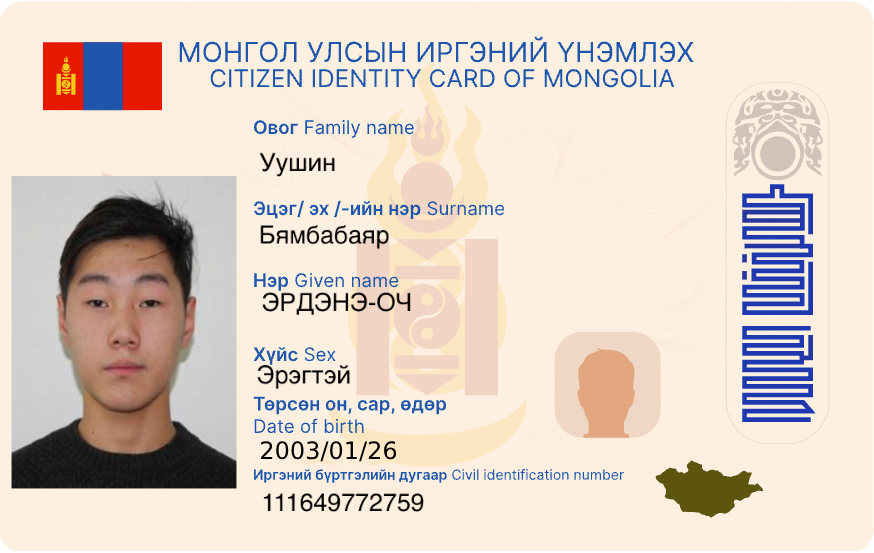 МОНГОЛ УЛСЫН ИРГЭНИЙ ҮНЭМЛЭХ
CITIZEN IDENTITY CARD OF MONGOLIA
Овог Family name
Уушин
Эцэг/ эх /-ийн нэр Surname
Бямбабаяр
Нэр Given name
ЭРДЭНЭ-ОЧ
Хүйс Sex
Эрэгтэй
Төрсөн он, сар, өдөр
Date of birth
2003/01/26
Иргэний бүртгэлийн дугаар Civil identification number
111649772759